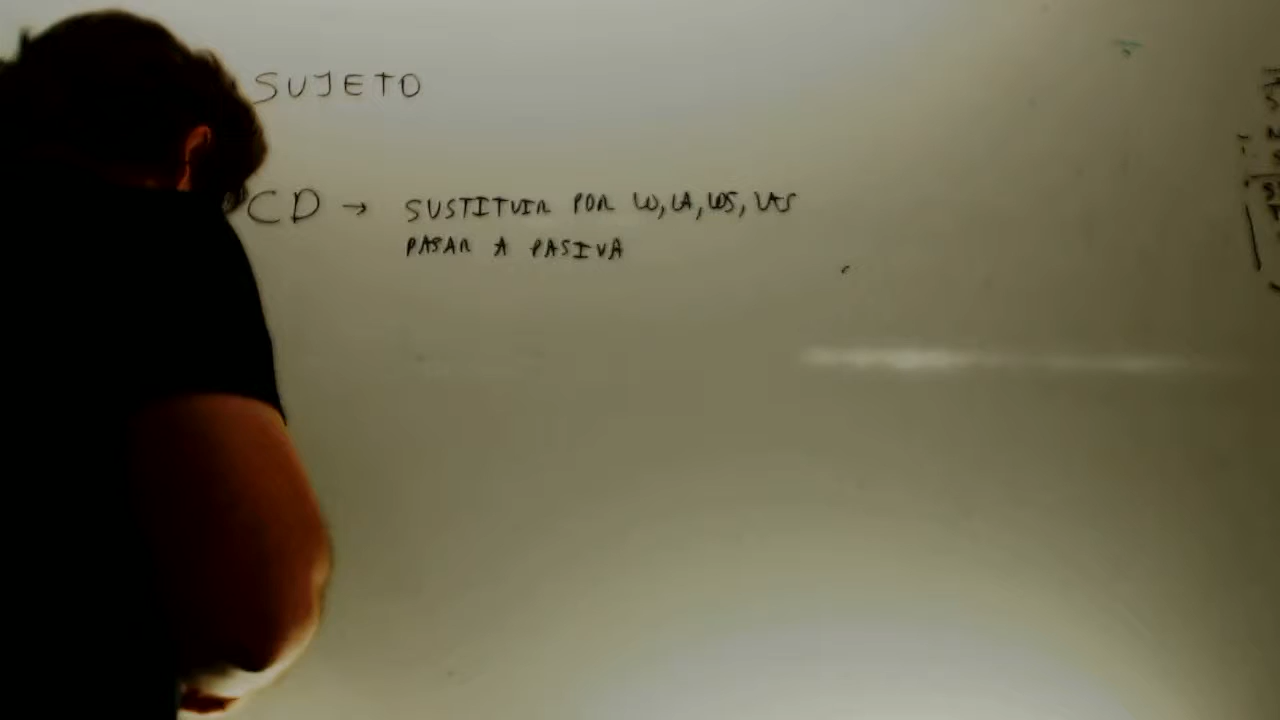 SUJETO
CD → SUSTITUIR POR LO, LA, LOS, LAS
PASAR A PASIVA